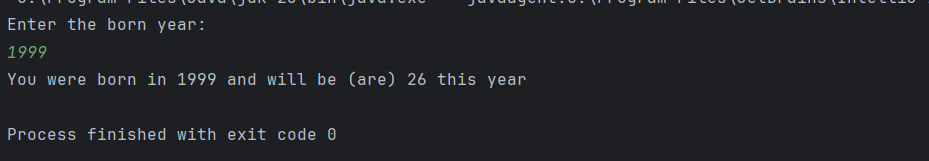 Enter the born year:
1999
You were born in 1999 and will be (are) 26 this year
Process finished with exit code 0